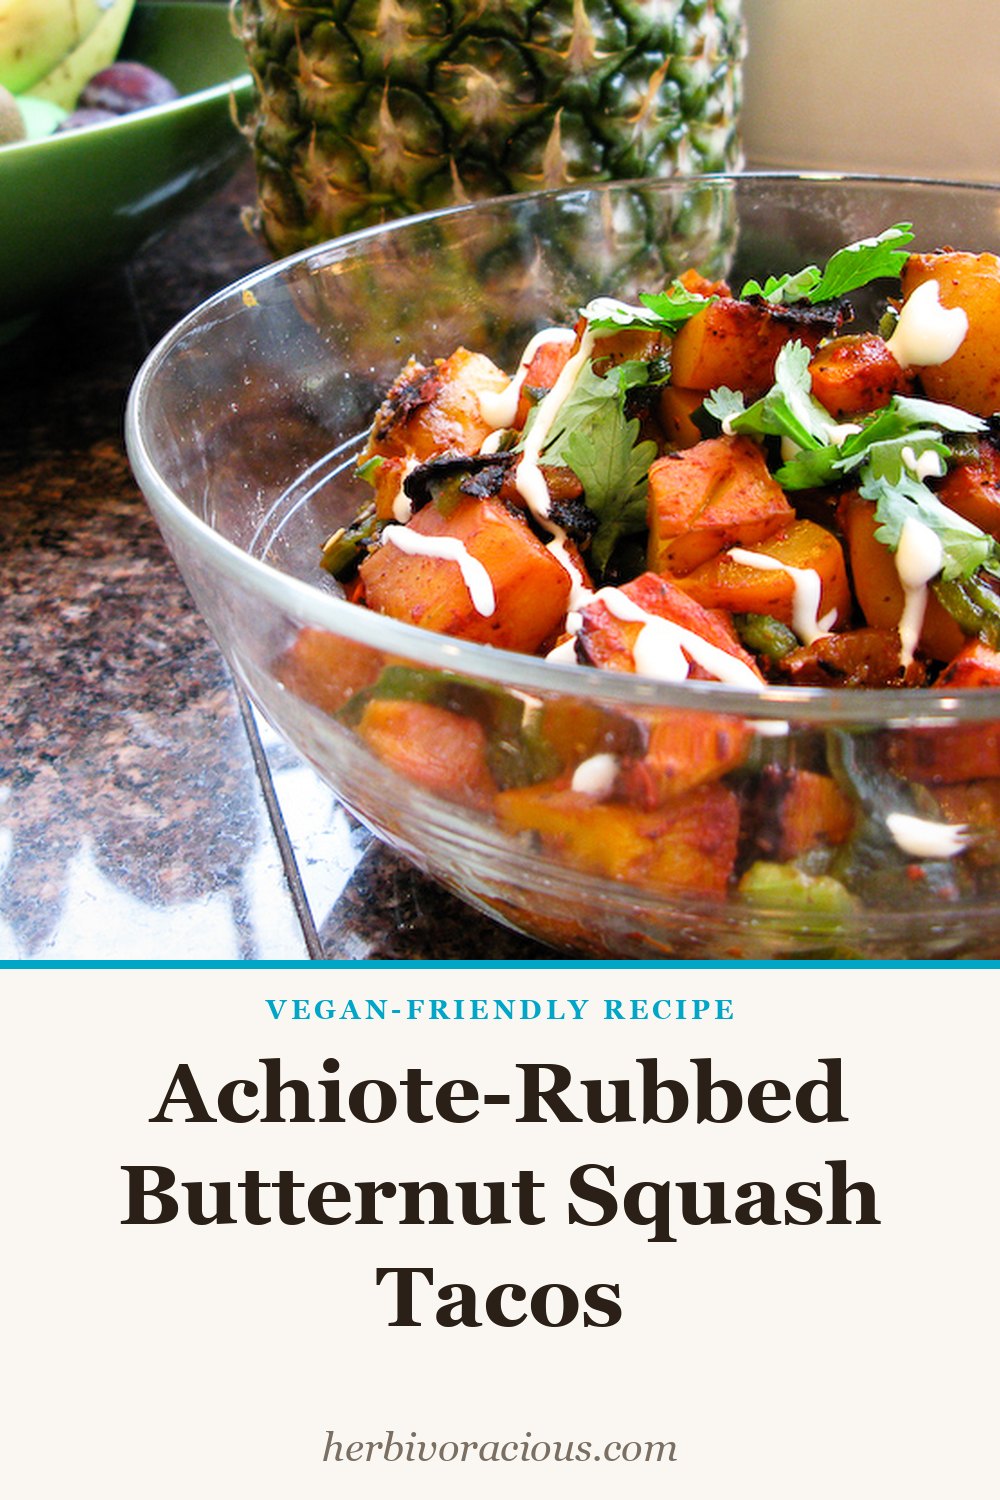 VEGAN-FRIENDLY RECIPE
Achiote-Rubbed
Butternut Squash
Tacos
herbivoracious.com